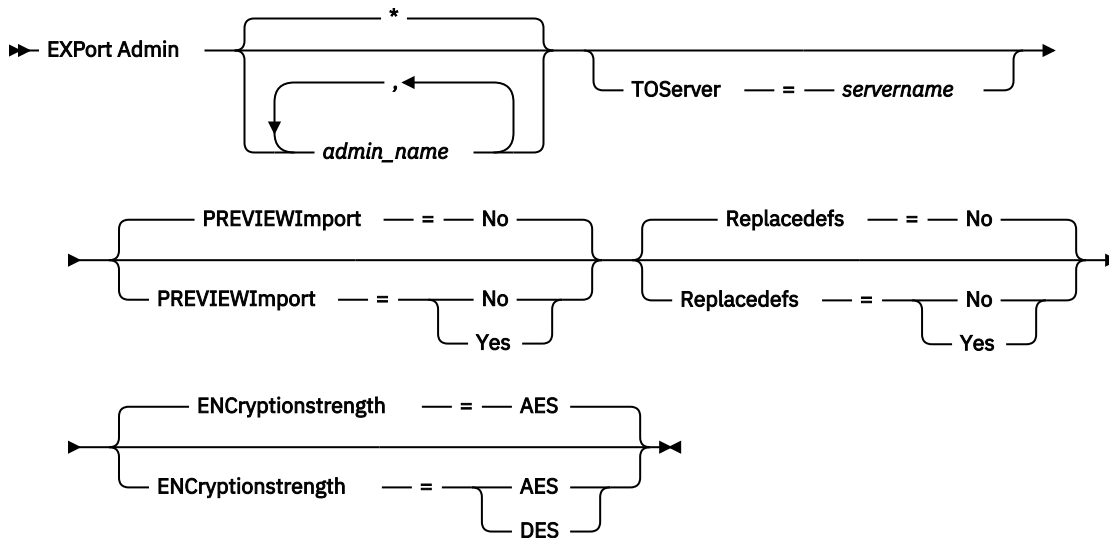 *
EXPort Admin
,
admin_name
TOServer = servername
PREVIEWImport = No
Replacedefs = No
PREVIEWImport = No
Yes
Replacedefs = No
Yes
ENCryptionstrength = AES
ENCryptionstrength = AES
DES